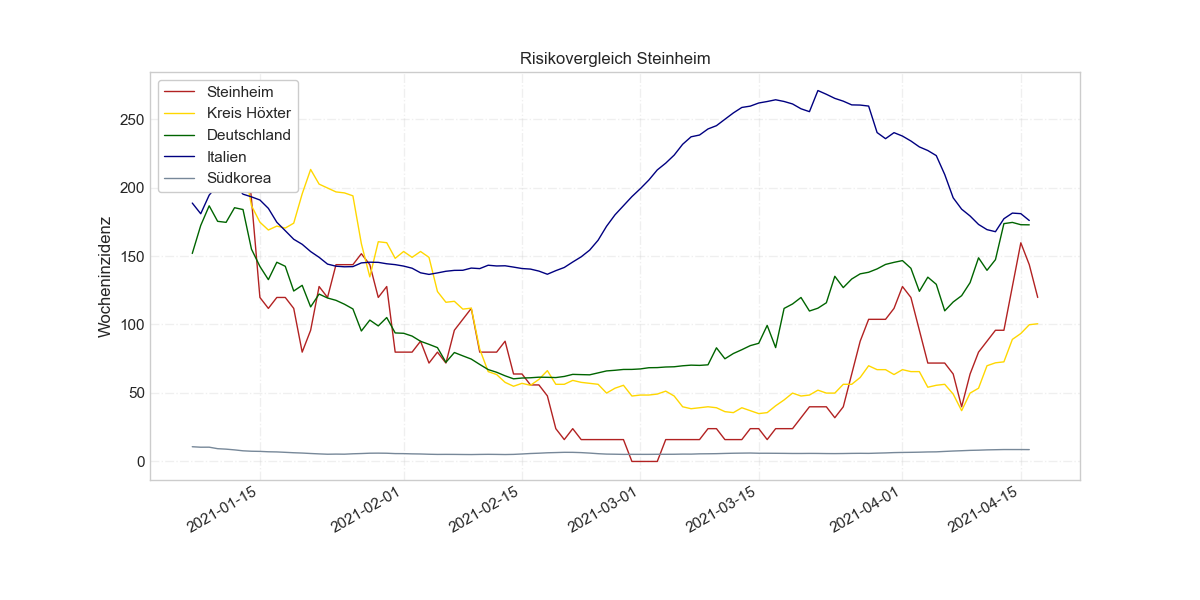 Risikovergleich Steinheim
Steinheim
Kreis Höxter
Deutschland
Italien
Südkorea
Wocheninzidenz
250
200
150
100
50
0
2021-01-15
2021-02-01
2021-02-15
2021-03-01
2021-03-15
2021-04-01
2021-04-15